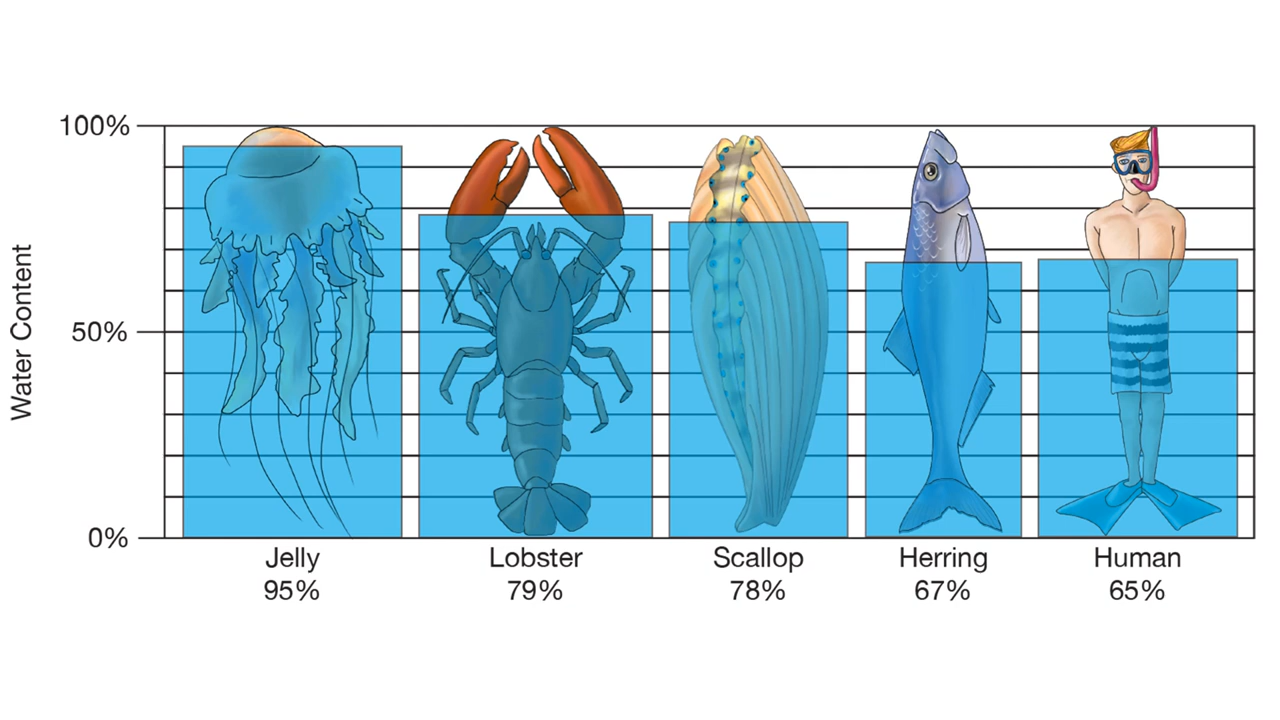 Water Content
100%
50%
0%
Jelly
95%
Lobster
79%
Scallop
78%
Herring
67%
Human
65%